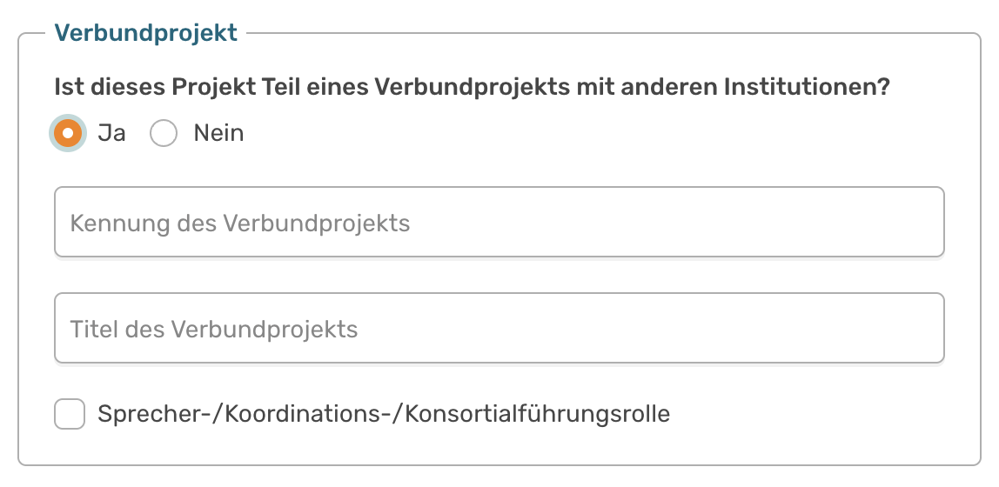 Verbundprojekt
Ist dieses Projekt Teil eines Verbundprojekts mit anderen Institutionen?
Ja Nein
Kennung des Verbundprojekts
Titel des Verbundprojekts
Sprecher-/Koordinations-/Konsortialführungsrolle